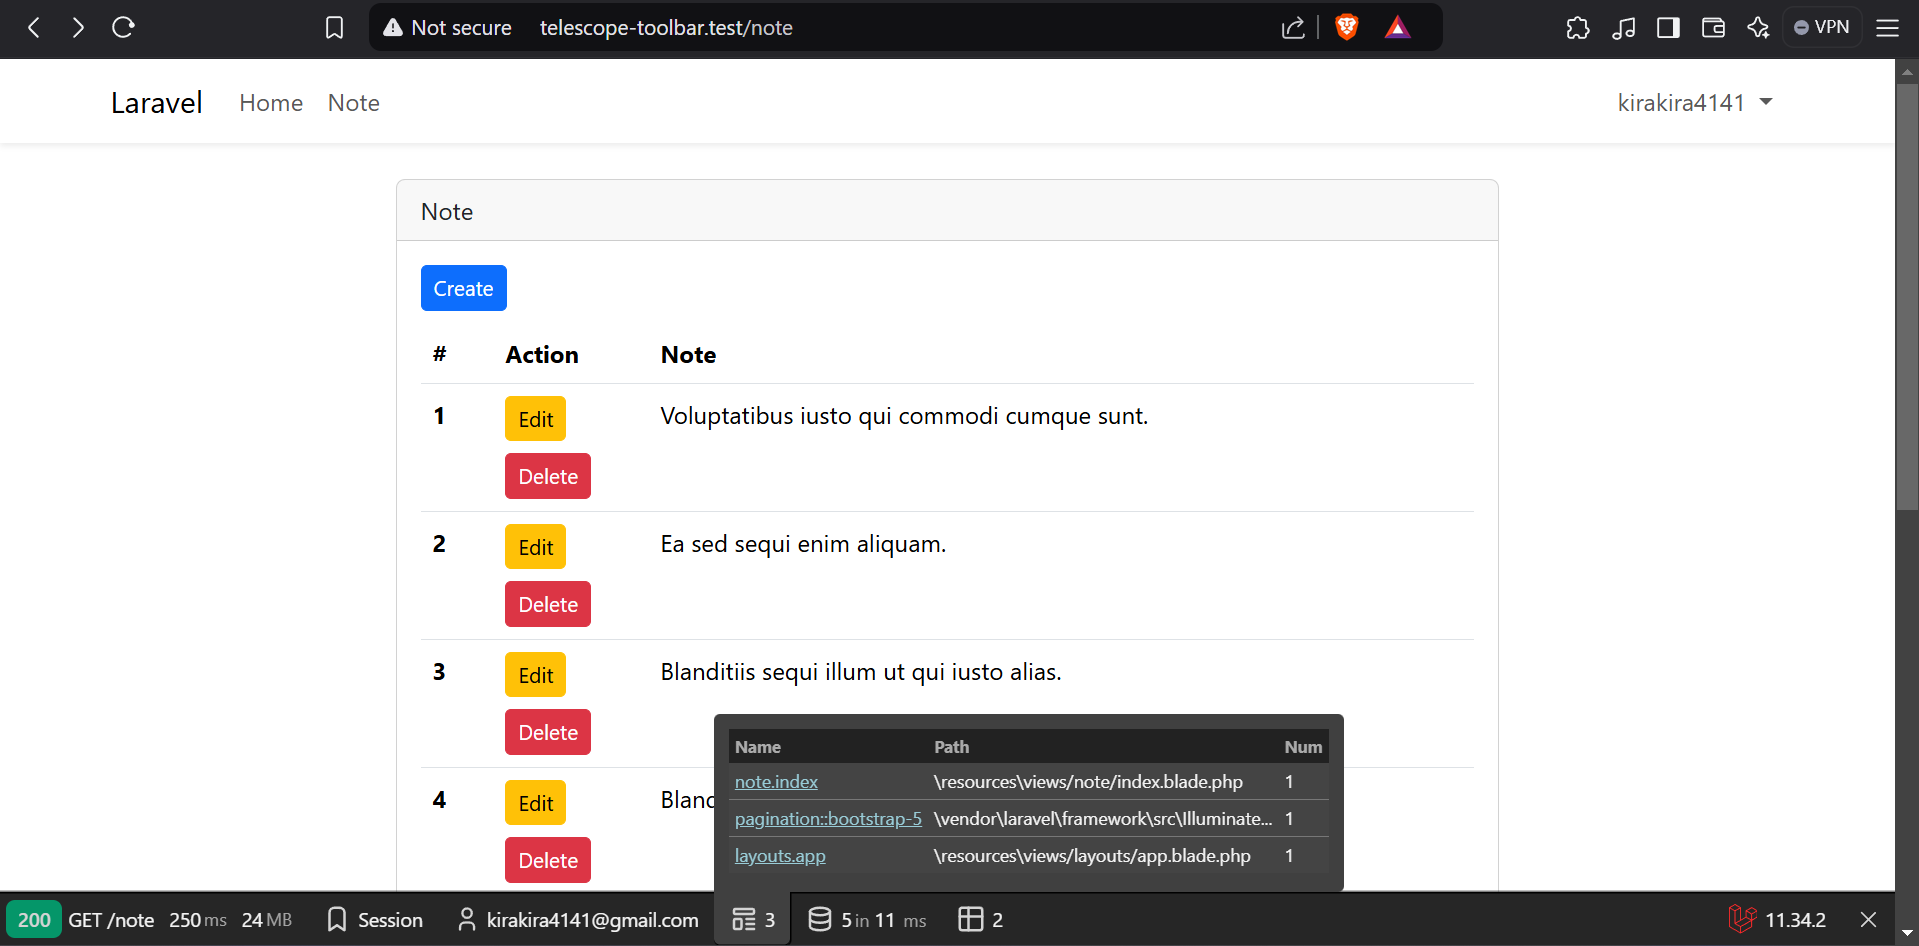 Not secure telescope-toolbar.test/note VPN
Laravel Home Note kirakira4141
Note
Create
# Action Note
1 Edit Voluptatibus iusto qui commodi cumque sunt.
Delete
2 Edit Ea sed sequi enim aliquam.
Delete
3 Edit Blanditiis sequi illum ut qui iusto alias.
Delete
4 Edit Blanc
Delete
Name Path Num
note.index \resources\views/note/index.blade.php 1
pagination::bootstrap-5 \vendor\laravel\framework\src\Illuminate... 1
layouts.app \resources\views/layouts/app.blade.php 1
200 GET /note 250 ms 24 MB Session kirakira4141@gmail.com 3 5 in 11 ms 2 11.34.2